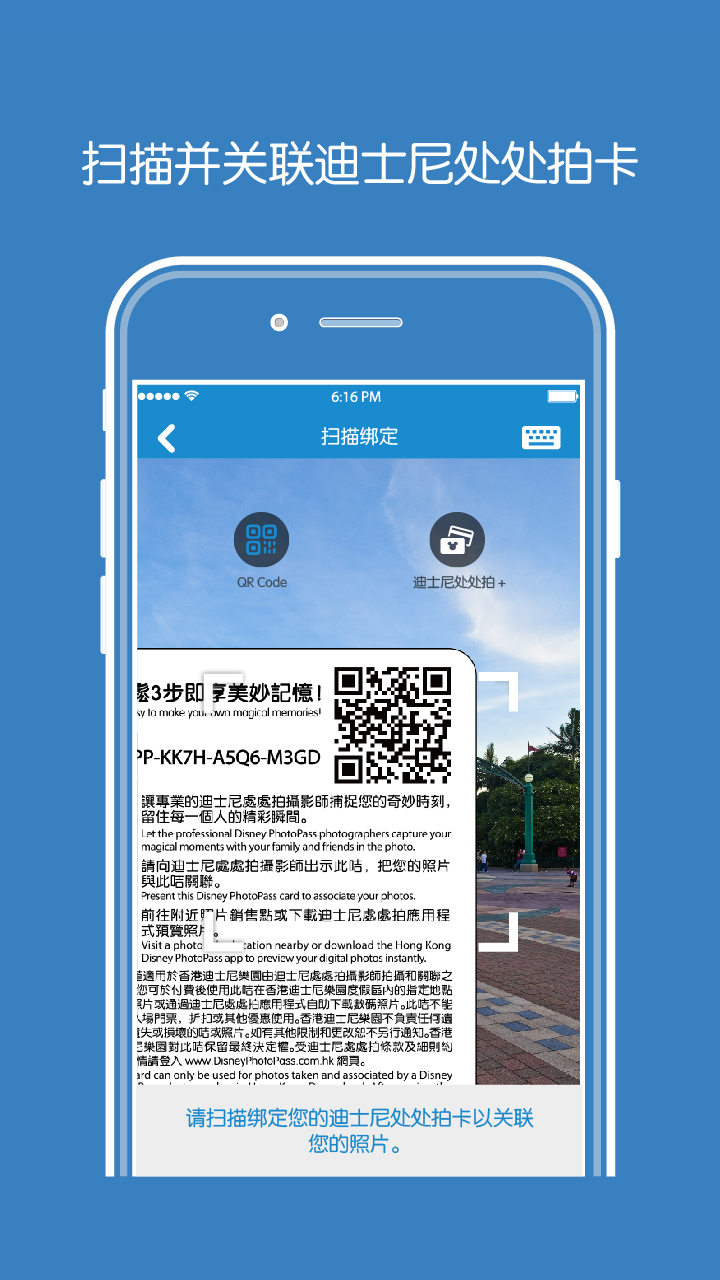 扫描并关联迪士尼处处拍卡
6:16 PM
扫描绑定
QR Code
迪士尼处处拍 +
處3步即享美妙記憶！
sy to make your own magical memories!
PP-KK7H-A5Q6-M3GD
讓專業的迪士尼處處拍攝影師捕捉您的奇妙時刻，
留住每一個人的精彩瞬間。
Let the professional Disney PhotoPass photographers capture your
magical moments with your family and friends in the photo.
請向迪士尼處處拍攝影師出示此咭，把您的照片
與此咭關聯。
Present this Disney PhotoPass card to associate your photos.
前往附近照片銷售點或下載迪士尼處處拍應用程
式預覽照片。
Visit a photo location nearby or download the Hong Kong
Disney PhotoPass app to preview your digital photos instantly.
適用於香港迪士尼樂園由迪士尼處處拍攝影師拍攝和關聯之
您可於付費後使用此咭在香港迪士尼樂園度假區內的指定地點
照片或通過迪士尼處處拍應用程式自助下載數碼照片。此咭不能
入場門票，折扣或其他優惠使用。香港迪士尼樂園不負責任何遺
遺失或損壞的咭或照片。如有其他限制和更改恕不另行通知。香港
尼樂園對此咭保留最終決定權。受迪士尼處處拍條款及細則約
情請登入 www.DisneyPhotoPass.com.hk 網頁。
ard can only be used for photos taken and associated by a Disney
请扫描绑定您的迪士尼处处拍卡以关联
您的照片。